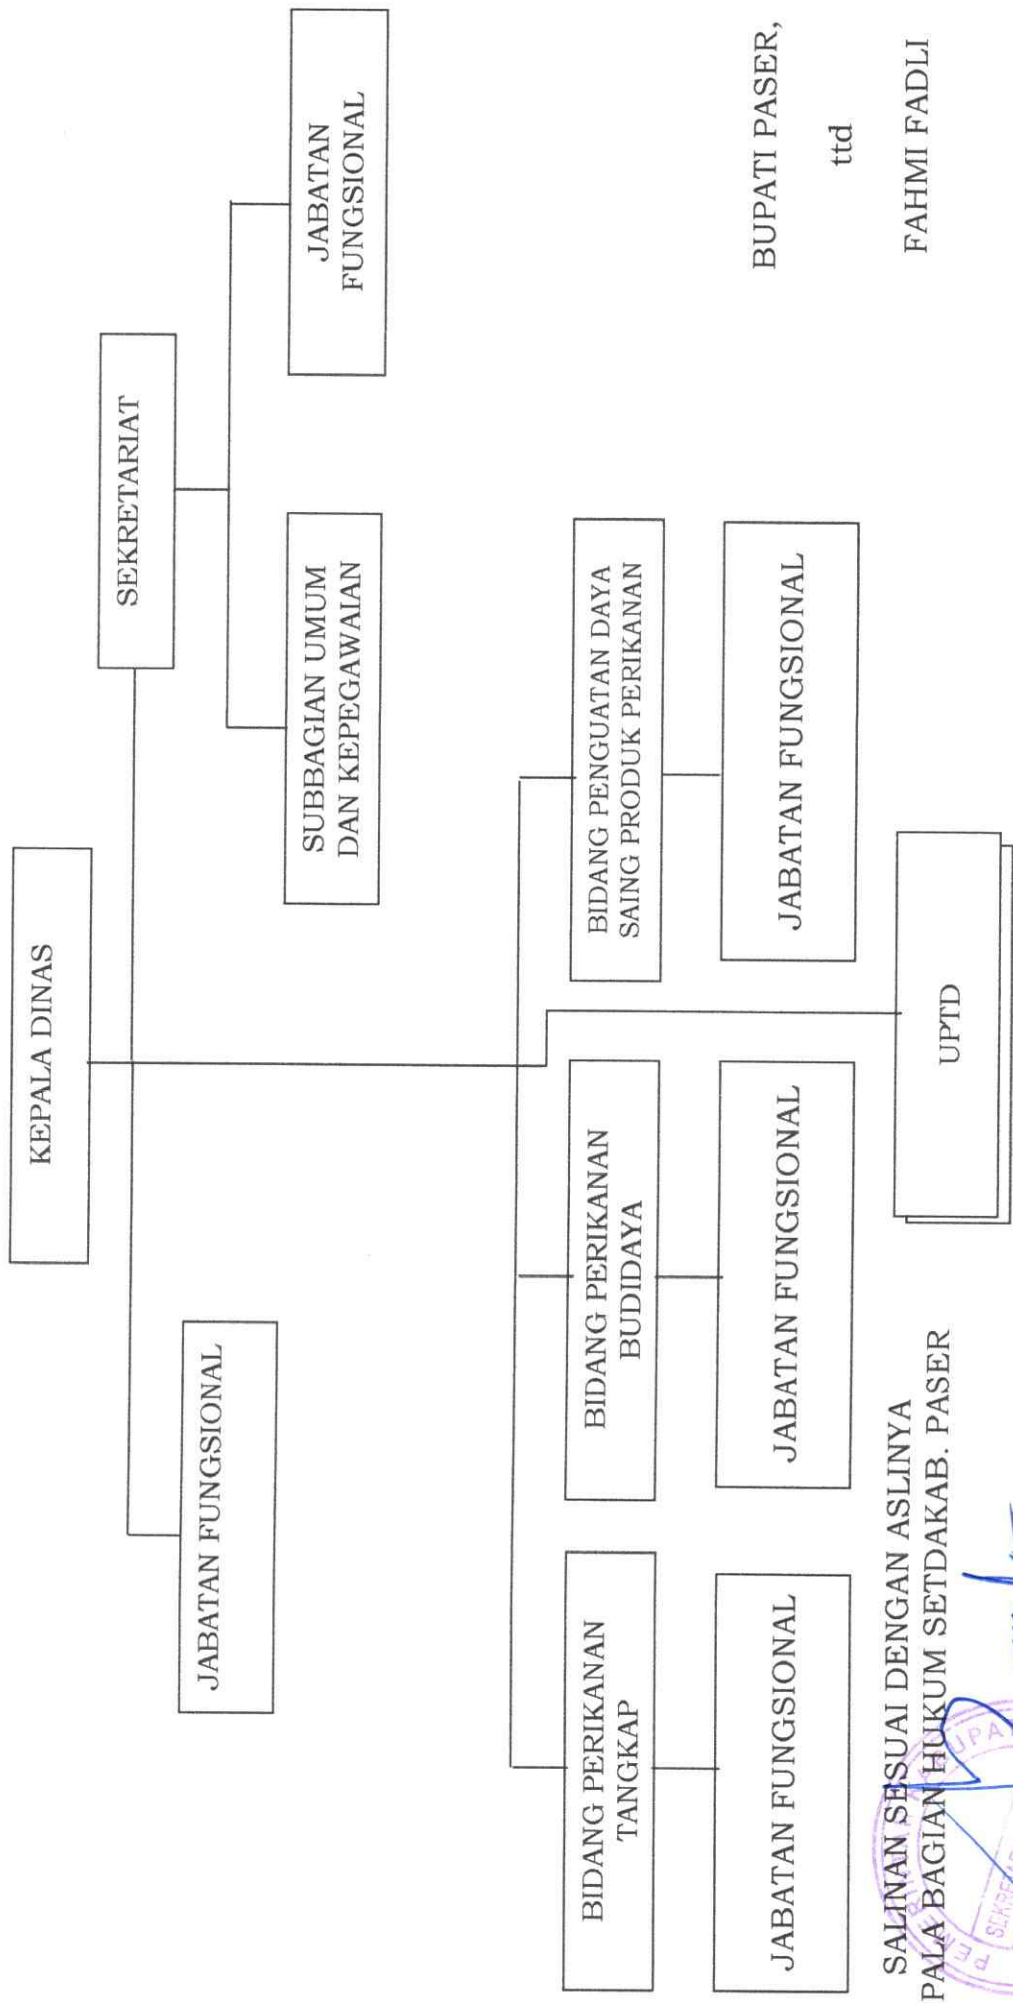 KEPALA DINAS
SEKRETARIAT
JABATAN FUNGSIONAL
SUBBAGIAN UMUM
DAN KEPEGAWAIAN
JABATAN
FUNGSIONAL
BIDANG PERIKANAN
TANGKAP
BIDANG PERIKANAN
BUDIDAYA
BIDANG PENGUATAN DAYA
SAING PRODUK PERIKANAN
JABATAN FUNGSIONAL
JABATAN FUNGSIONAL
JABATAN FUNGSIONAL
UPTD
SALINAN SESUAI DENGAN ASLINYA
PALA BAGIAN HUKUM SETDAKAB. PASER
BUPATI PASER,
ttd
FAHMI FADLI